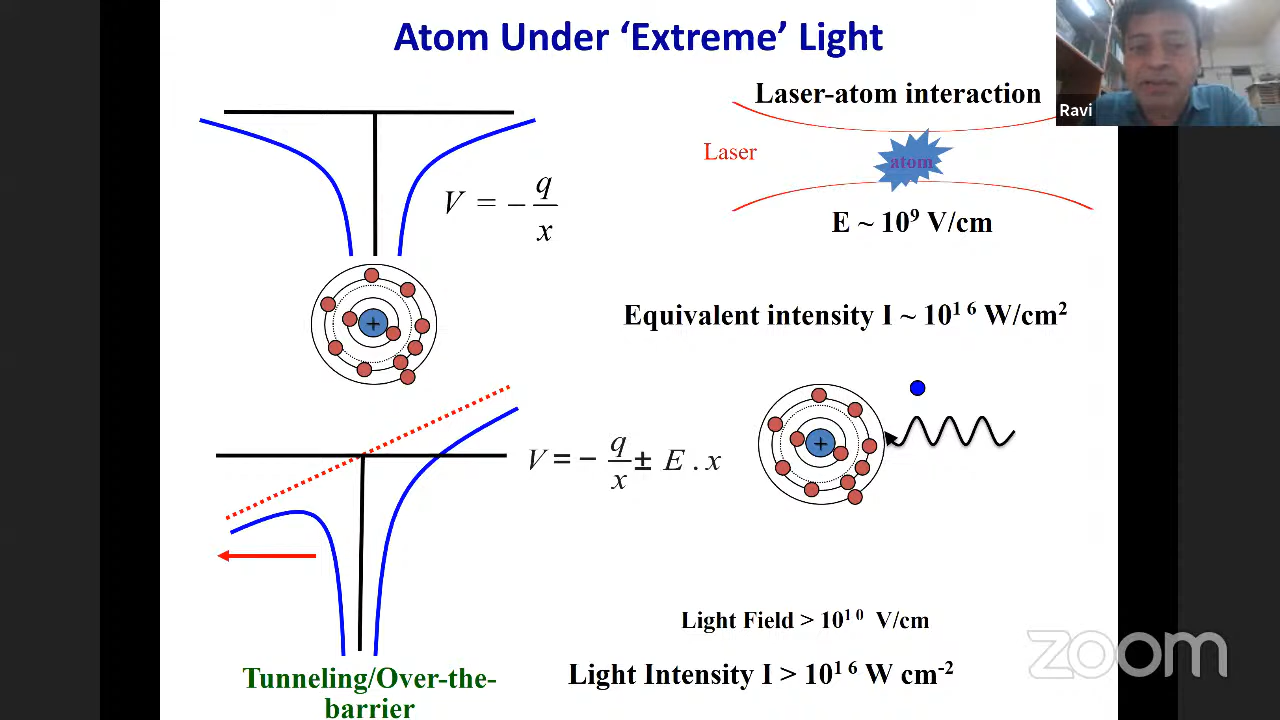 Atom Under ‘Extreme’ Light
Ravi
Laser-atom interaction
Laser
atom
E ~ 10⁹ V/cm
V = − q/x
+
Equivalent intensity I ~ 10¹⁶ W/cm²
V = − q/x ± E . x
+
Light Field > 10¹⁰ V/cm
Light Intensity I > 10¹⁶ W cm⁻²
Tunneling/Over-the-
barrier
zoom